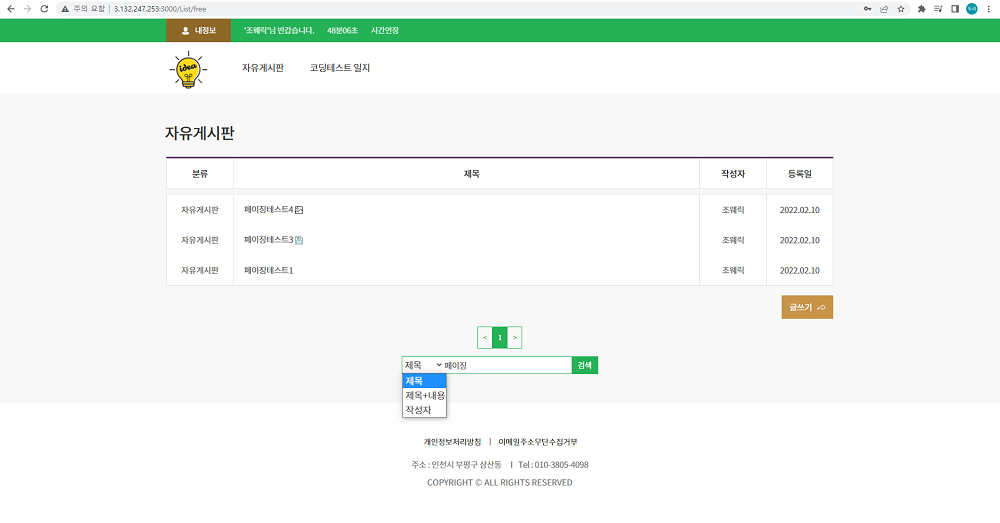 주의 요함 | 3.132.247.253:3000/List/free
내정보 '조웨릭'님 반갑습니다. 48분06초 시간연장
idea 자유게시판 코딩테스트 일지
자유게시판
분류 제목 작성자 등록일
자유게시판 페이징테스트4 조웨릭 2022.02.10
자유게시판 페이징테스트3 조웨릭 2022.02.10
자유게시판 페이징테스트1 조웨릭 2022.02.10
글쓰기
< 1 >
제목 페이징 검색
제목
제목+내용
작성자
개인정보처리방침 | 이메일주소무단수집거부
주소 : 인천시 부평구 삼산동 | Tel : 010-3805-4098
COPYRIGHT © ALL RIGHTS RESERVED